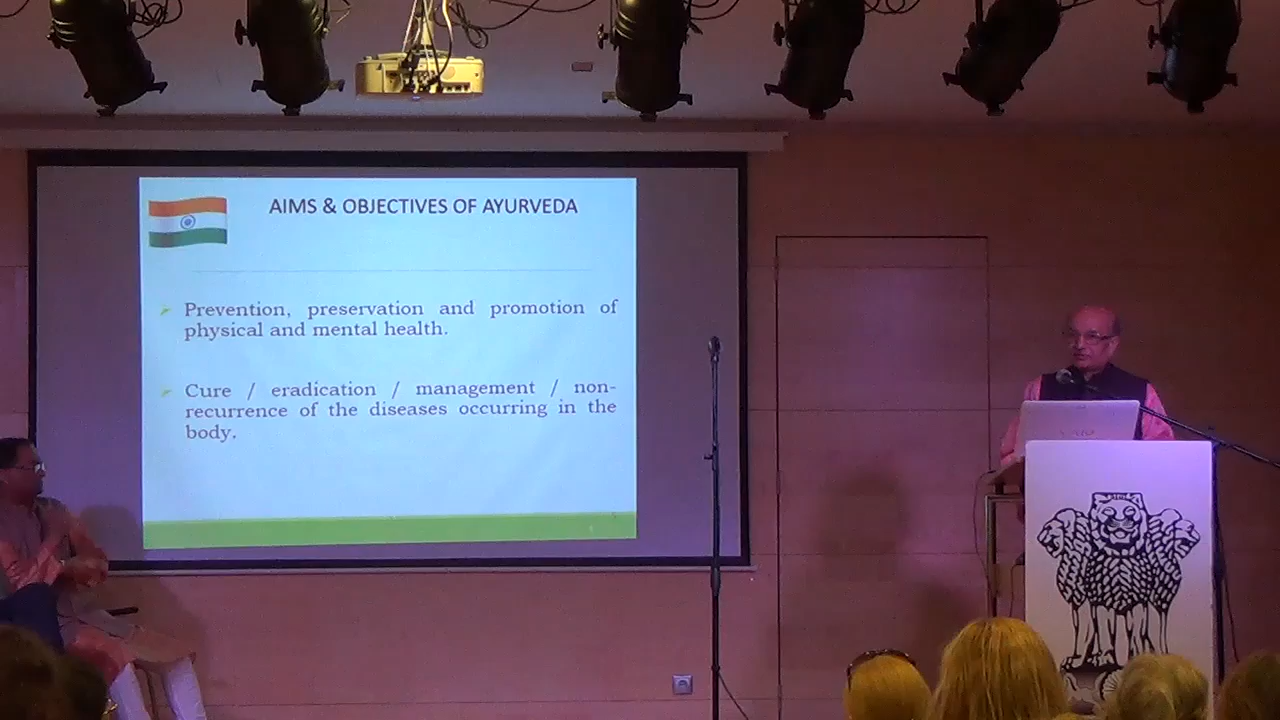 AIMS & OBJECTIVES OF AYURVEDA
Prevention, preservation and promotion of
physical and mental health.
Cure / eradication / management / non-
recurrence of the diseases occurring in the
body.
VAIO